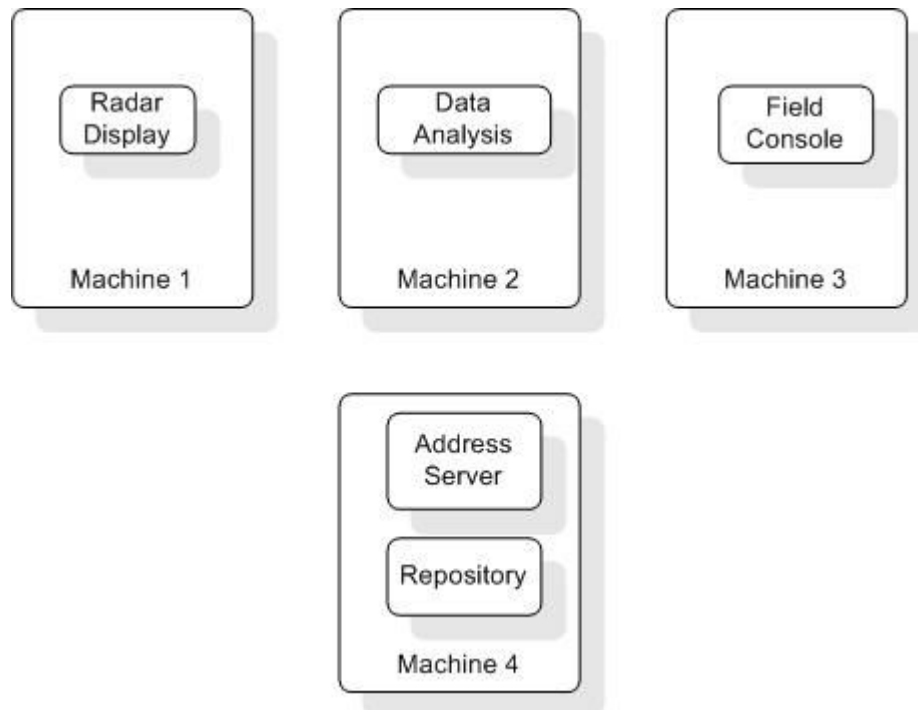 Radar
Display
Machine 1
Data
Analysis
Machine 2
Field
Console
Machine 3
Address
Server
Repository
Machine 4